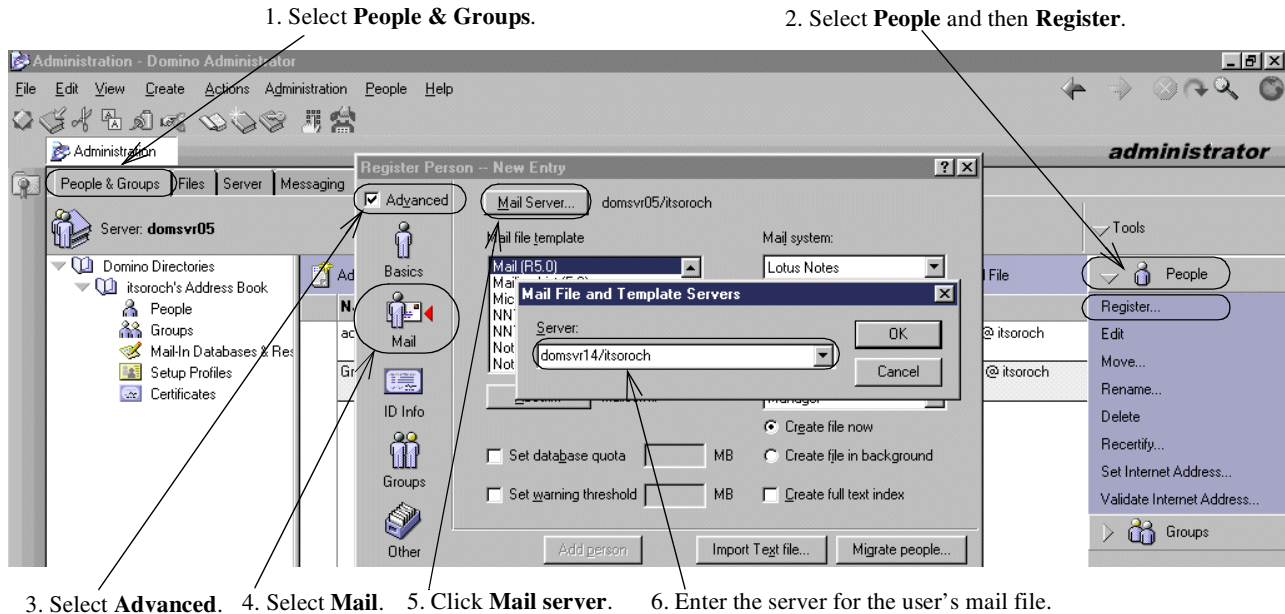 1. Select People & Groups.
2. Select People and then Register.
Administration - Domino Administrator
File Edit View Create Actions Administration People Help
Administration
administrator
People & Groups Files Server Messaging
Server: domsvr05
Domino Directories
itsoroch's Address Book
People
Groups
Mail-In Databases & Res
Setup Profiles
Certificates
Register Person -- New Entry
Advanced
Basics
Mail
ID Info
Groups
Other
Mail Server... domsvr05/itsoroch
Mail file template
Mail system:
Mail (R5.0)
Lotus Notes
Mail File and Template Servers
Server:
domsvr14/itsoroch
OK
Cancel
Manager
Create file now
Set database quota MB
Create file in background
Set warning threshold MB
Create full text index
Add person
Import Text file...
Migrate people...
File
@ itsoroch
@ itsoroch
Tools
People
Register...
Edit
Move...
Rename...
Delete
Recertify...
Set Internet Address...
Validate Internet Address...
Groups
3. Select Advanced. 4. Select Mail. 5. Click Mail server. 6. Enter the server for the user's mail file.